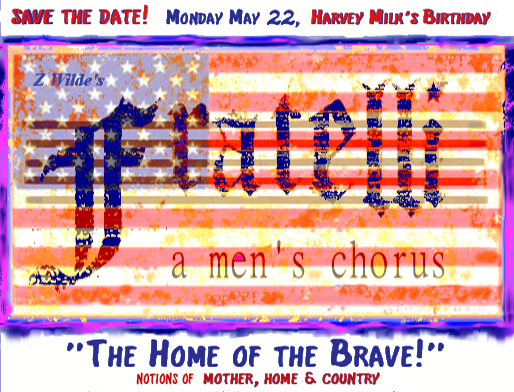 SAVE THE DATE! MONDAY MAY 22, HARVEY MILK'S BIRTHDAY
Z Wilde's
Fratelli
a men's chorus
"THE HOME OF THE BRAVE!"
NOTIONS OF MOTHER, HOME & COUNTRY